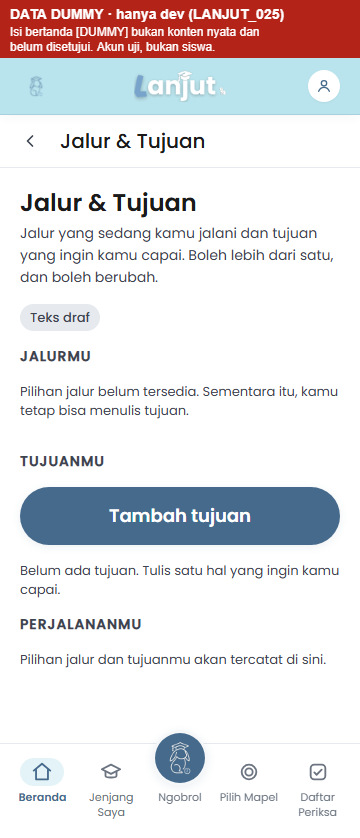 DATA DUMMY · hanya dev (LANJUT_025)
Isi bertanda [DUMMY] bukan konten nyata dan
belum disetujui. Akun uji, bukan siswa.
Lanjut
Jalur & Tujuan
Jalur & Tujuan
Jalur yang sedang kamu jalani dan tujuan
yang ingin kamu capai. Boleh lebih dari satu,
dan boleh berubah.
Teks draf
JALURMU
Pilihan jalur belum tersedia. Sementara itu, kamu
tetap bisa menulis tujuan.
TUJUANMU
Tambah tujuan
Belum ada tujuan. Tulis satu hal yang ingin kamu
capai.
PERJALANANMU
Pilihan jalur dan tujuanmu akan tercatat di sini.
Beranda
Jenjang
Saya
Ngobrol
Pilih Mapel
Daftar
Periksa